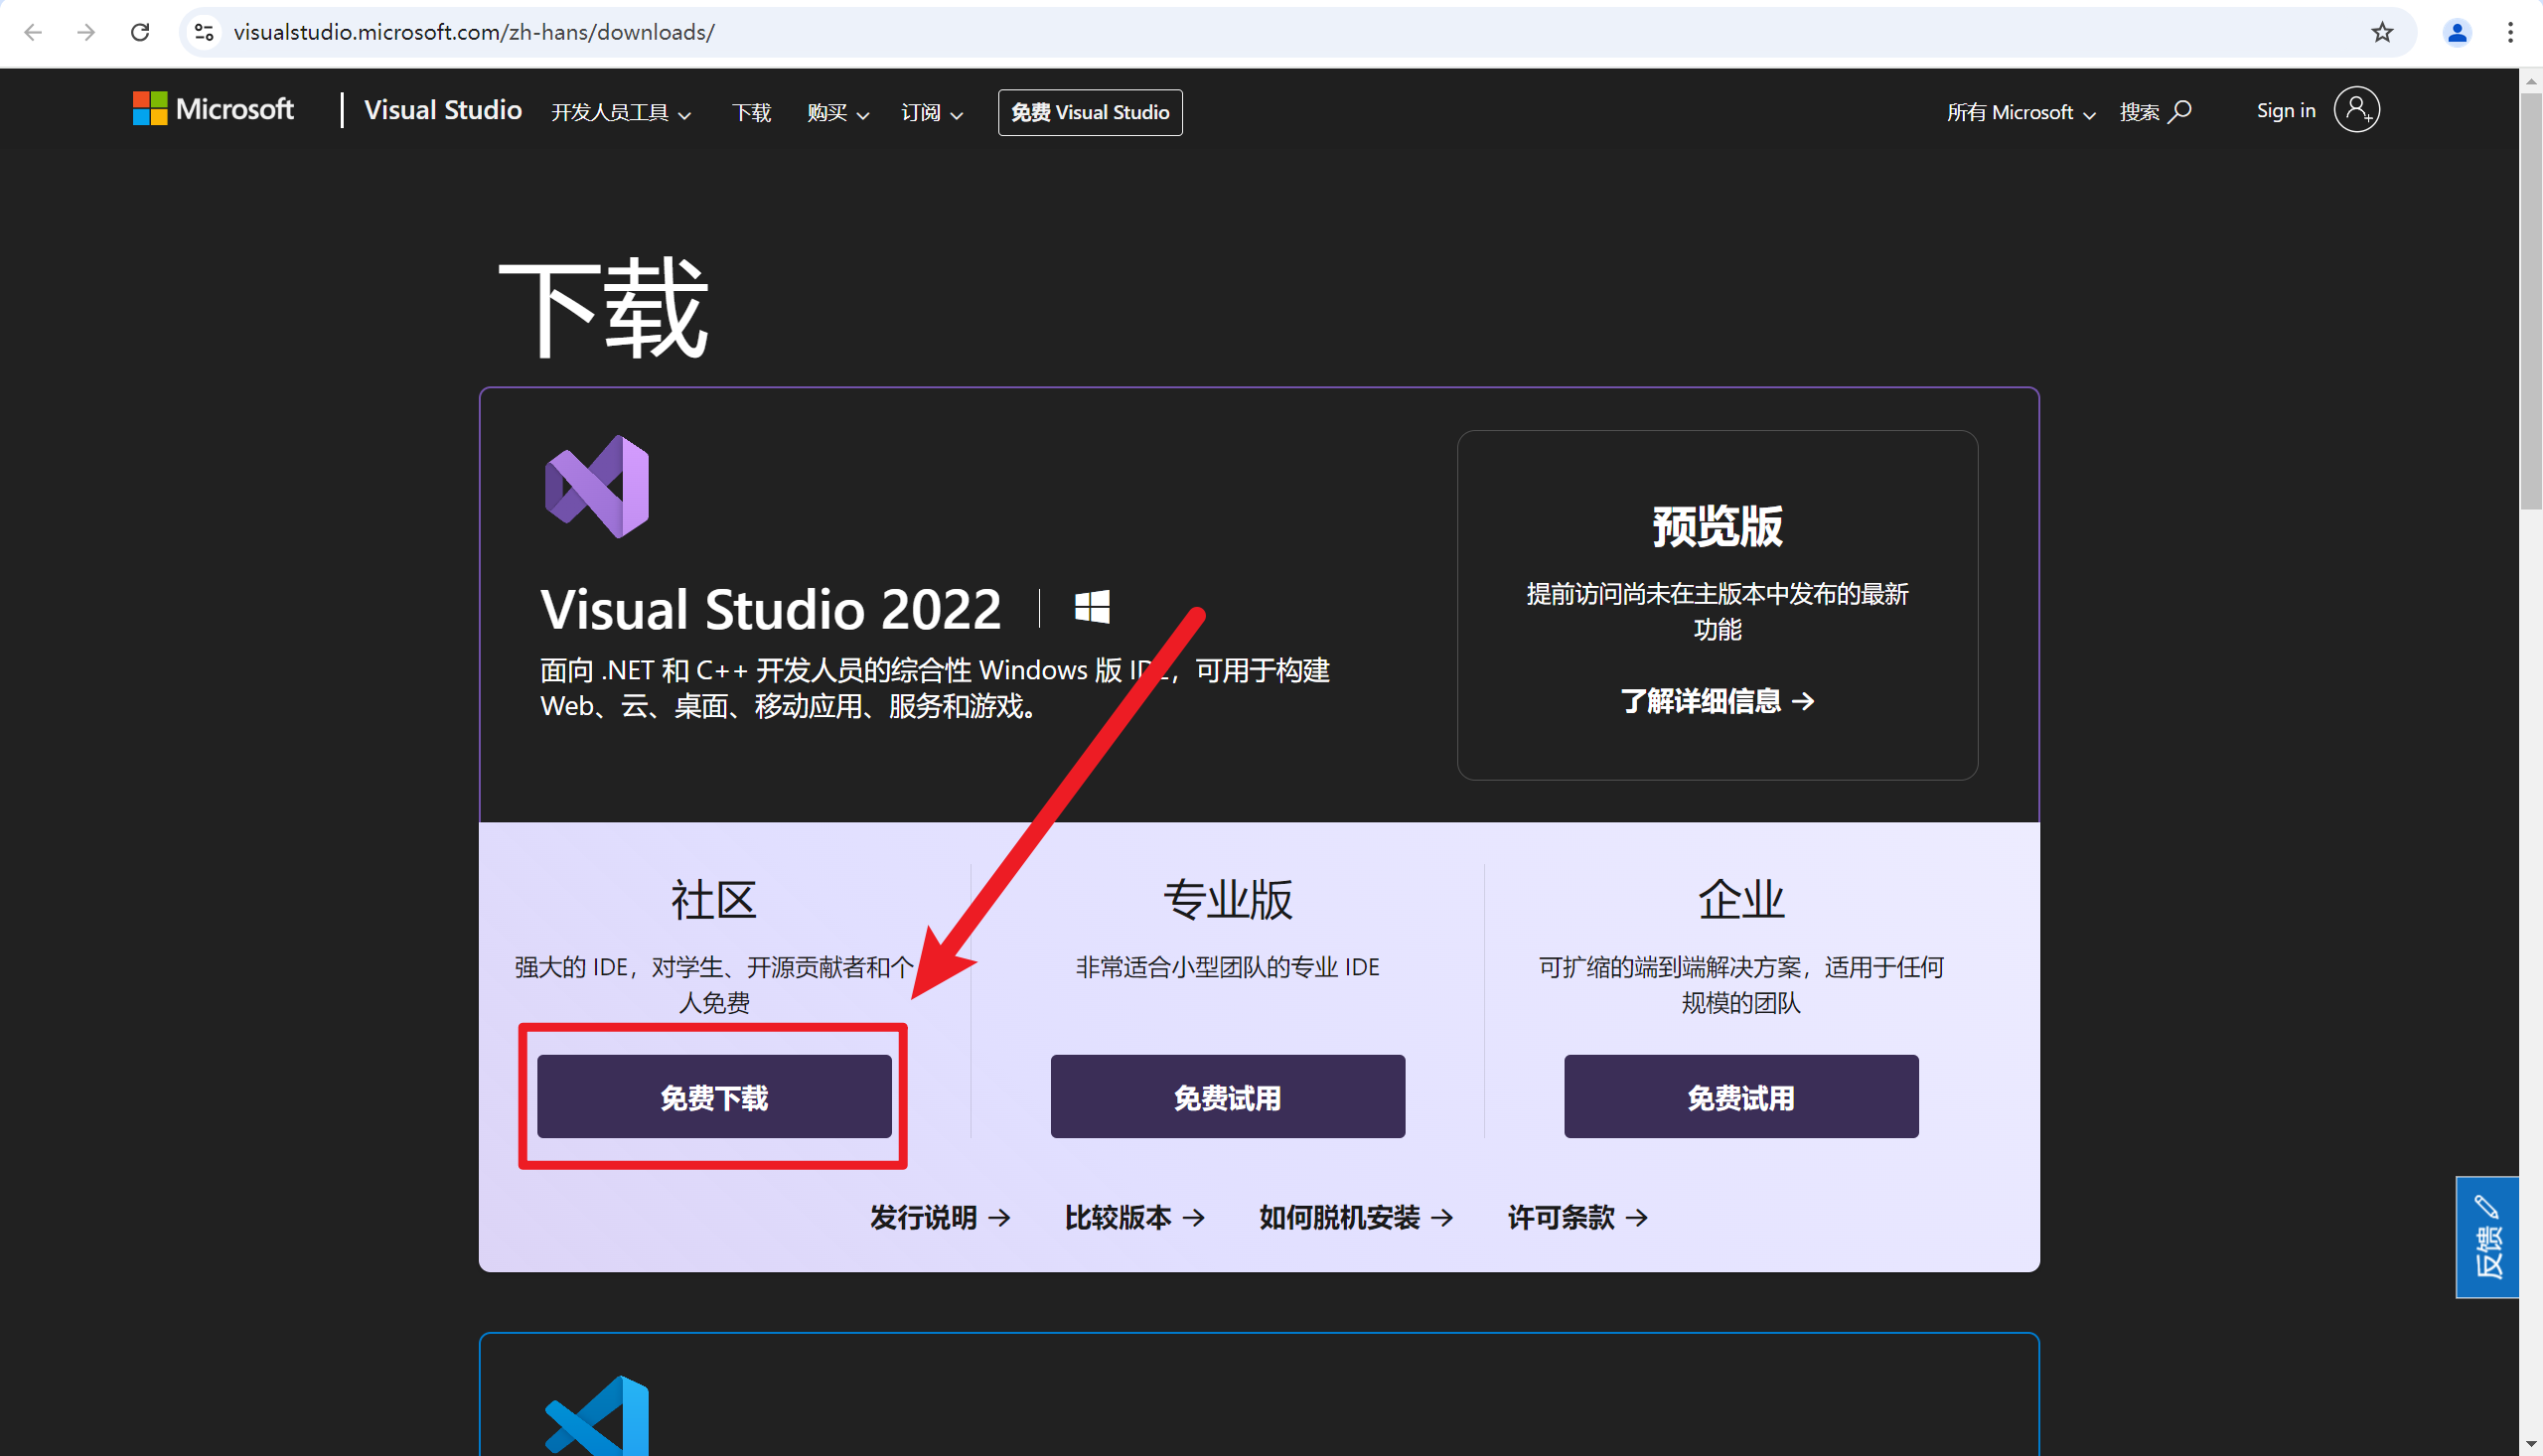 visualstudio.microsoft.com/zh-hans/downloads/
Microsoft
Visual Studio
开发人员工具
下载
购买
订阅
免费 Visual Studio
所有 Microsoft
搜索
Sign in
下载
Visual Studio 2022
面向 .NET 和 C++ 开发人员的综合性 Windows 版 IDE，可用于构建
Web、云、桌面、移动应用、服务和游戏。
预览版
提前访问尚未在主版本中发布的最新
功能
了解详细信息
社区
强大的 IDE，对学生、开源贡献者和个
人免费
免费下载
专业版
非常适合小型团队的专业 IDE
免费试用
企业
可扩缩的端到端解决方案，适用于任何
规模的团队
免费试用
发行说明
比较版本
如何脱机安装
许可条款
反馈